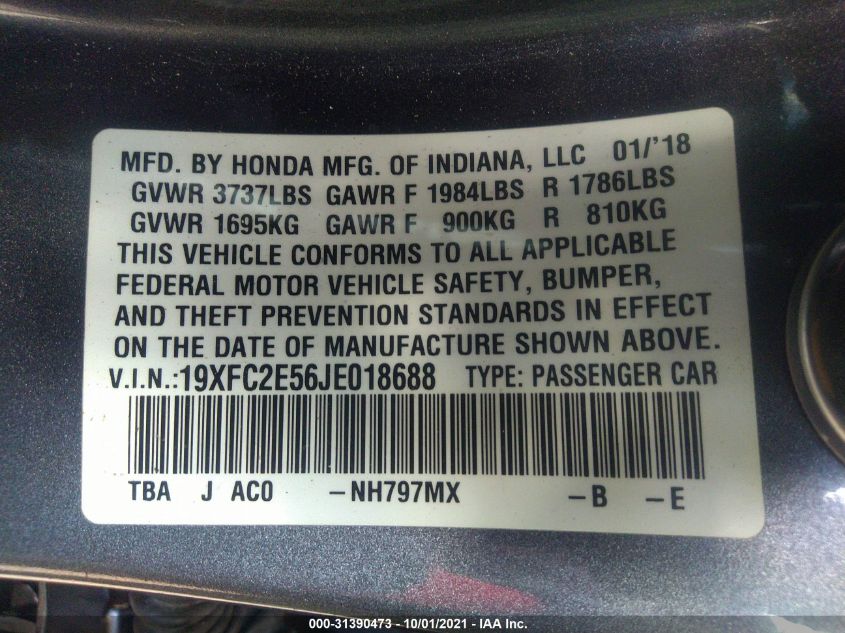 MFD. BY HONDA MFG. OF INDIANA, LLC 01/'18
GVWR 3737LBS GAWR F 1984LBS R 1786LBS
GVWR 1695KG GAWR F 900KG R 810KG
THIS VEHICLE CONFORMS TO ALL APPLICABLE
FEDERAL MOTOR VEHICLE SAFETY, BUMPER,
AND THEFT PREVENTION STANDARDS IN EFFECT
ON THE DATE OF MANUFACTURE SHOWN ABOVE.
V.I.N.:19XFC2E56JE018688 TYPE: PASSENGER CAR
TBA J AC0 -NH797MX -B -E
000-31390473 - 10/01/2021 - IAA Inc.